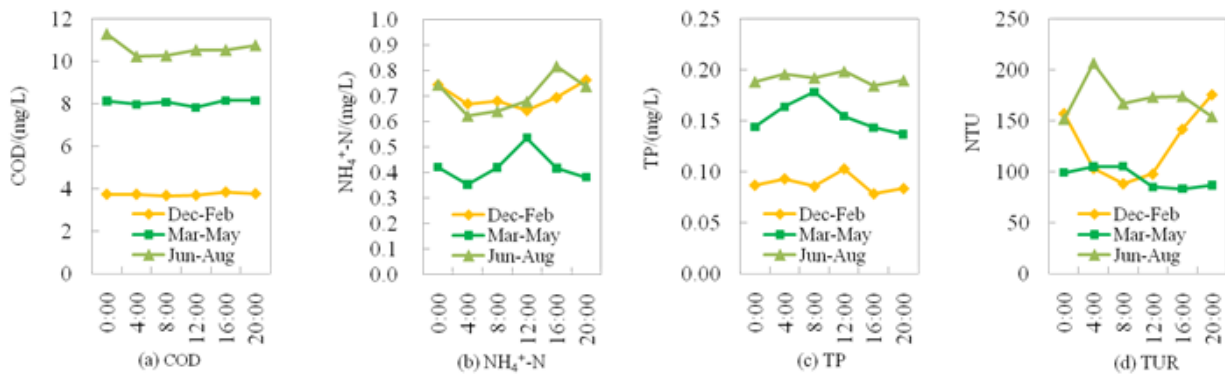 COD/(mg/L)
12
10
8
6
4
2
0
Dec-Feb
Mar-May
Jun-Aug
0:00
4:00
8:00
12:00
16:00
20:00
(a) COD
NH₄⁺-N/(mg/L)
1.0
0.9
0.8
0.7
0.6
0.5
0.4
0.3
0.2
0.1
0.0
Dec-Feb
Mar-May
Jun-Aug
0:00
4:00
8:00
12:00
16:00
20:00
(b) NH₄⁺-N
TP/(mg/L)
0.25
0.20
0.15
0.10
0.05
0.00
Dec-Feb
Mar-May
Jun-Aug
0:00
4:00
8:00
12:00
16:00
20:00
(c) TP
NTU
250
200
150
100
50
0
Dec-Feb
Mar-May
Jun-Aug
0:00
4:00
8:00
12:00
16:00
20:00
(d) TUR